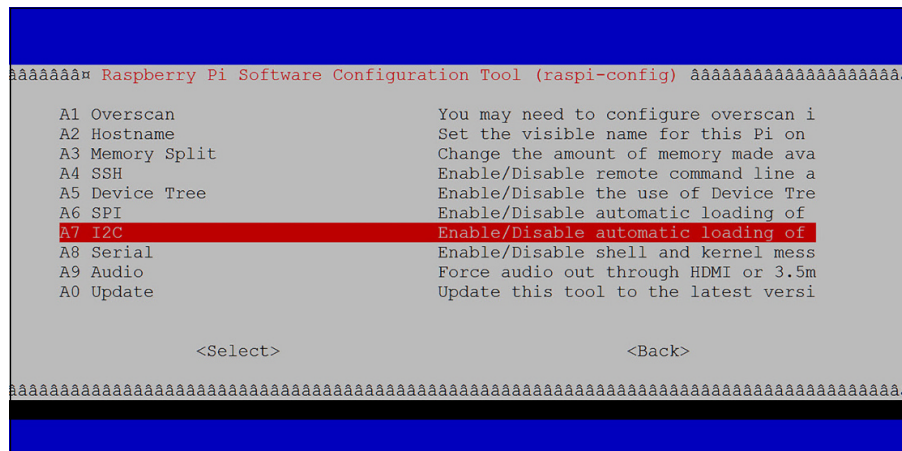 âââââââ¤ Raspberry Pi Software Configuration Tool (raspi-config) ââââââââââââââââââââ
A1 Overscan You may need to configure overscan i
A2 Hostname Set the visible name for this Pi on
A3 Memory Split Change the amount of memory made ava
A4 SSH Enable/Disable remote command line a
A5 Device Tree Enable/Disable the use of Device Tre
A6 SPI Enable/Disable automatic loading of
A7 I2C Enable/Disable automatic loading of
A8 Serial Enable/Disable shell and kernel mess
A9 Audio Force audio out through HDMI or 3.5m
A0 Update Update this tool to the latest versi
<Select> <Back>
ââââââââââââââââââââââââââââââââââââââââââââââââââââââââââââââââââââââââââââââââââââââ